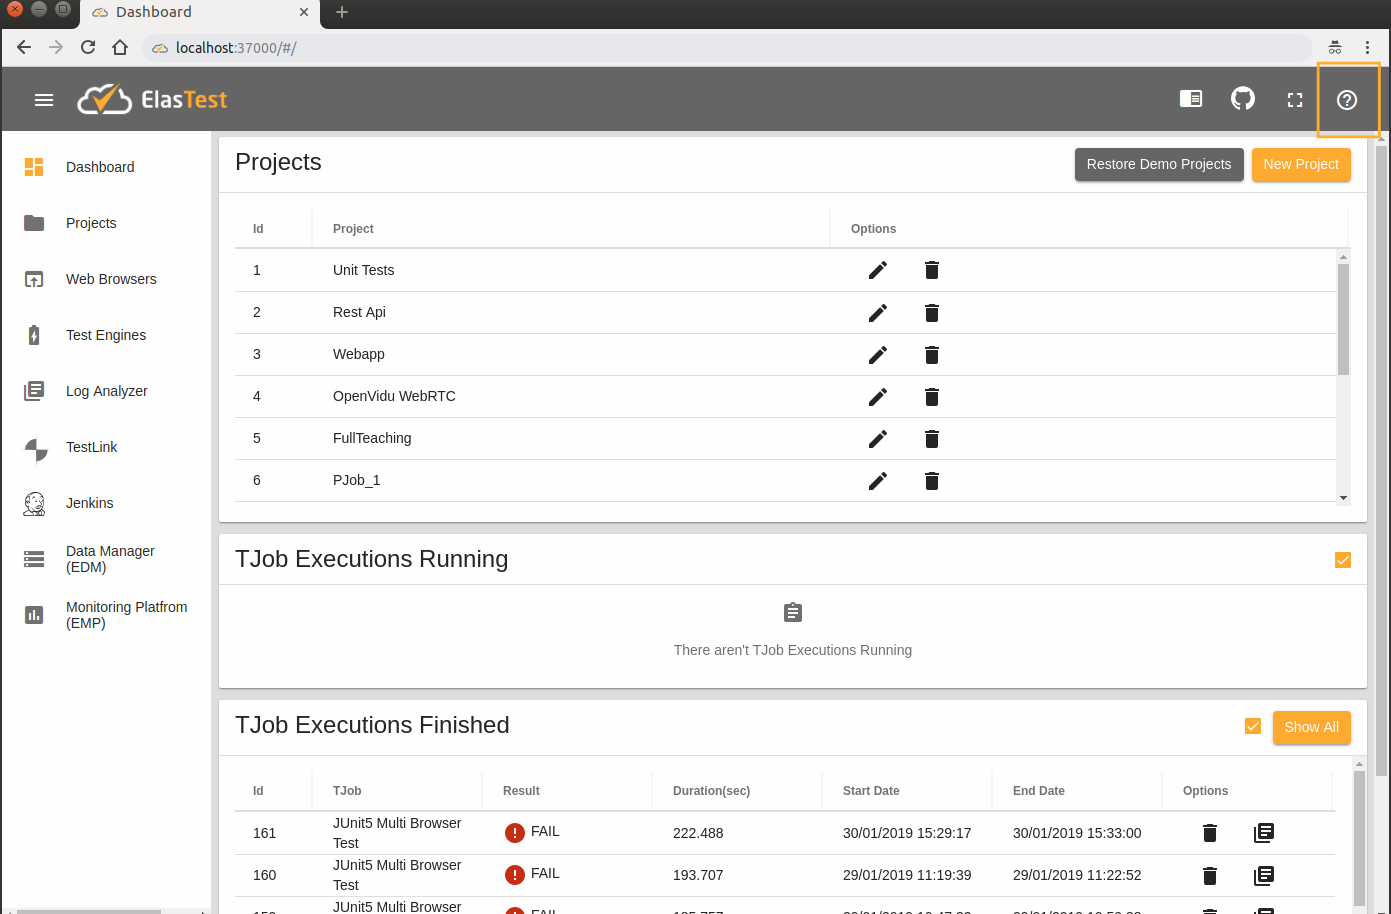 Dashboard
localhost:37000/#/
ElasTest
Dashboard
Projects
Web Browsers
Test Engines
Log Analyzer
TestLink
Jenkins
Data Manager
(EDM)
Monitoring Platfrom
(EMP)
Projects
Restore Demo Projects
New Project
Id Project Options
1 Unit Tests
2 Rest Api
3 Webapp
4 OpenVidu WebRTC
5 FullTeaching
6 PJob_1
TJob Executions Running
There aren't TJob Executions Running
TJob Executions Finished
Show All
Id TJob Result Duration(sec) Start Date End Date Options
161 JUnit5 Multi Browser
Test FAIL 222.488 30/01/2019 15:29:17 30/01/2019 15:33:00
160 JUnit5 Multi Browser
Test FAIL 193.707 29/01/2019 11:19:39 29/01/2019 11:22:52
JUnit5 Multi Browser
FAIL